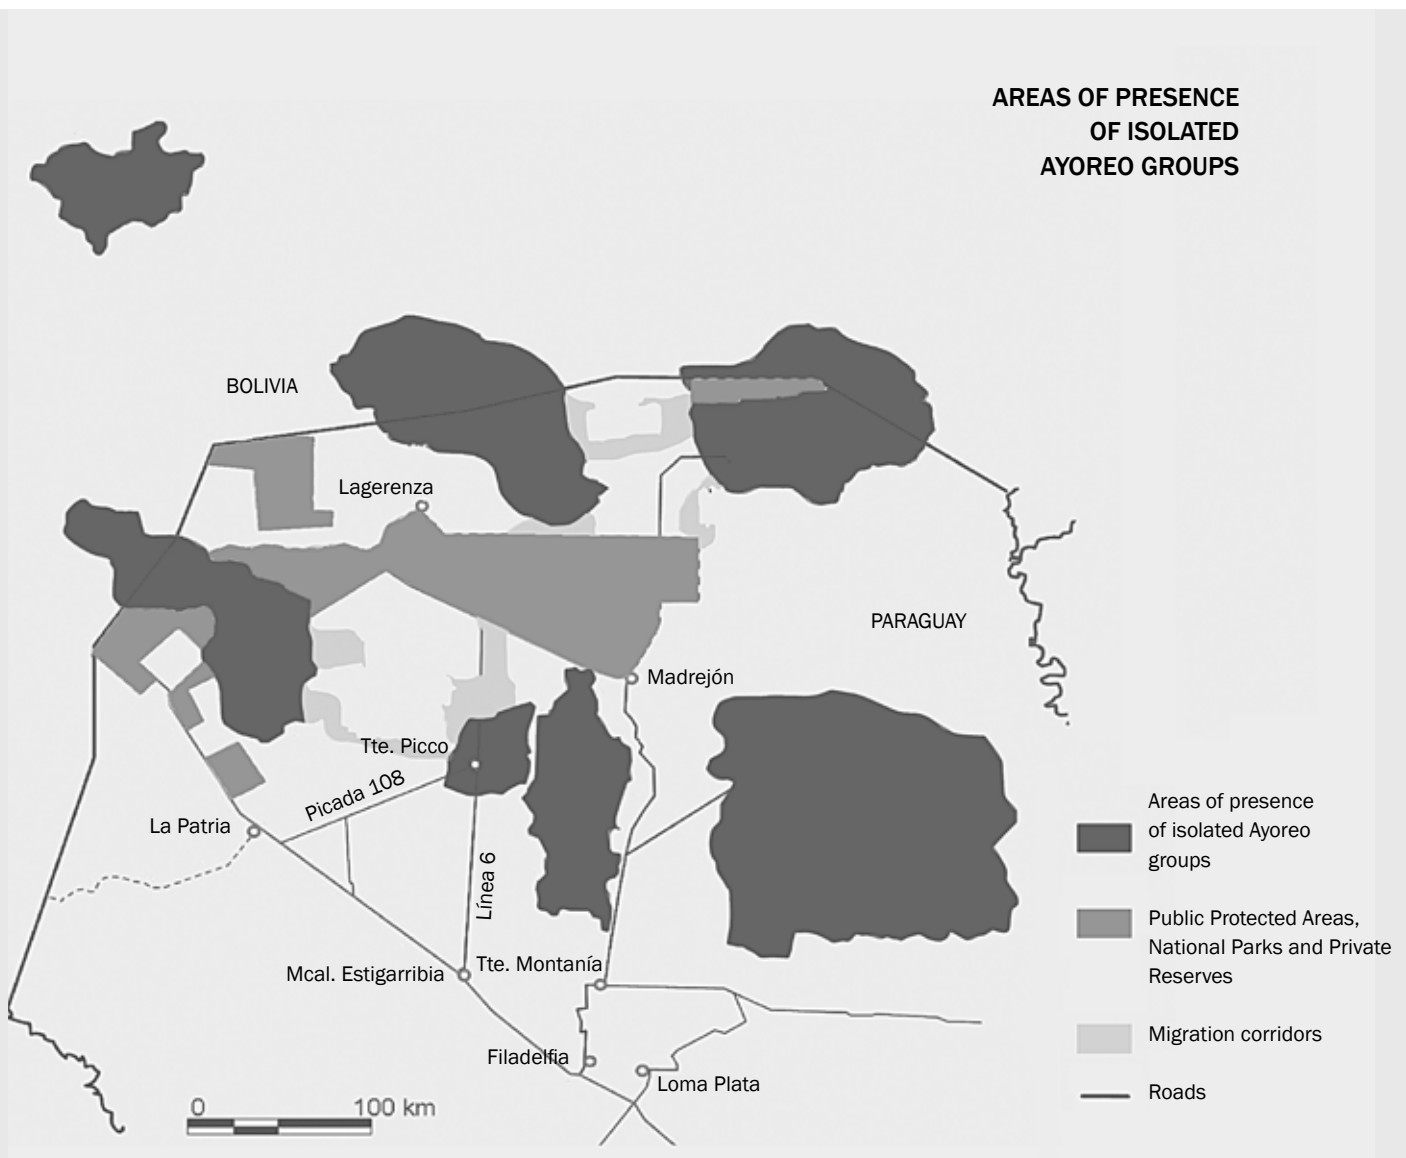 AREAS OF PRESENCE
OF ISOLATED
AYOREO GROUPS
BOLIVIA
Lagerenza
PARAGUAY
Madrejón
Tte. Picco
Picada 108
La Patria
Línea 6
Mcal. Estigarribia
Tte. Montanía
Filadelfia
Loma Plata
0 100 km
Areas of presence
of isolated Ayoreo
groups
Public Protected Areas,
National Parks and Private
Reserves
Migration corridors
Roads